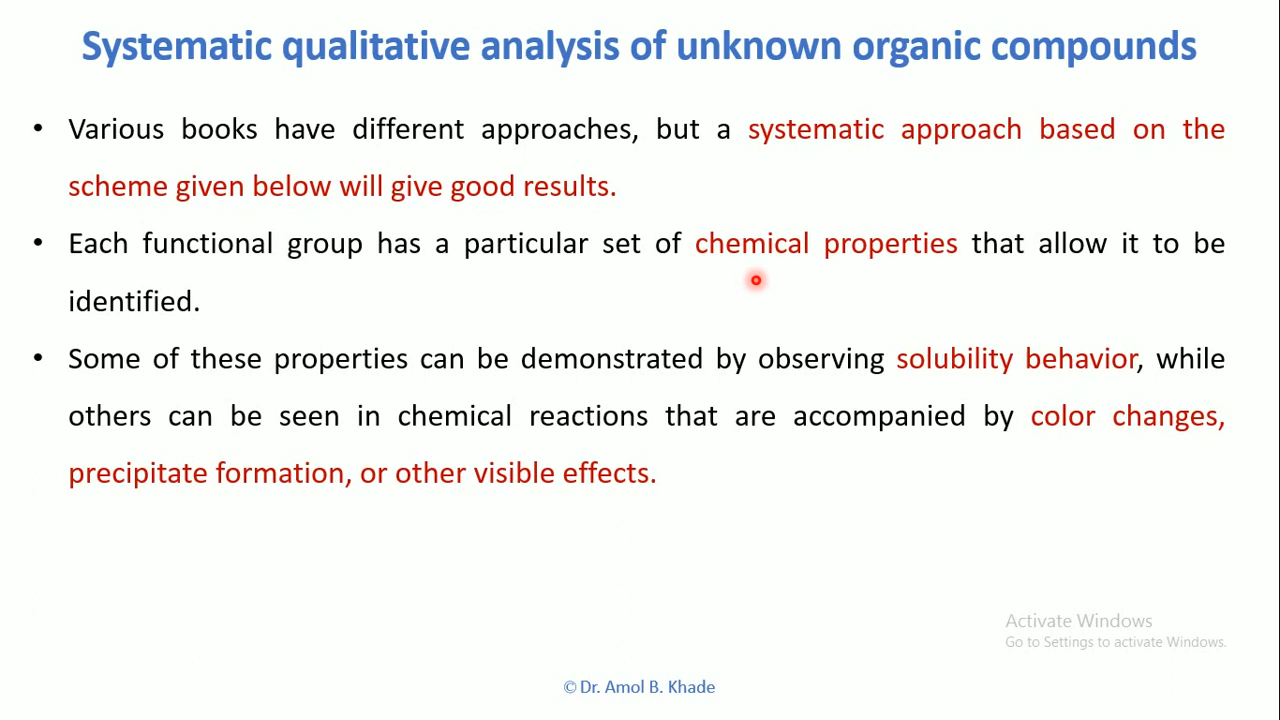 Systematic qualitative analysis of unknown organic compounds
• Various books have different approaches, but a systematic approach based on the
scheme given below will give good results.
• Each functional group has a particular set of chemical properties that allow it to be
identified.
• Some of these properties can be demonstrated by observing solubility behavior, while
others can be seen in chemical reactions that are accompanied by color changes,
precipitate formation, or other visible effects.
Activate Windows
Go to Settings to activate Windows.
© Dr. Amol B. Khade